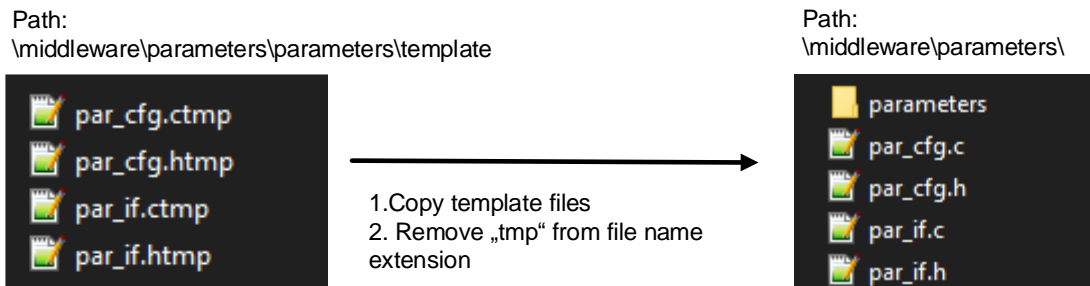 Path:
\middleware\parameters\parameters\template
par_cfg.ctmp
par_cfg.htmp
par_if.ctmp
par_if.htmp
1.Copy template files
2. Remove „tmp“ from file name
extension
Path:
\middleware\parameters\
parameters
par_cfg.c
par_cfg.h
par_if.c
par_if.h